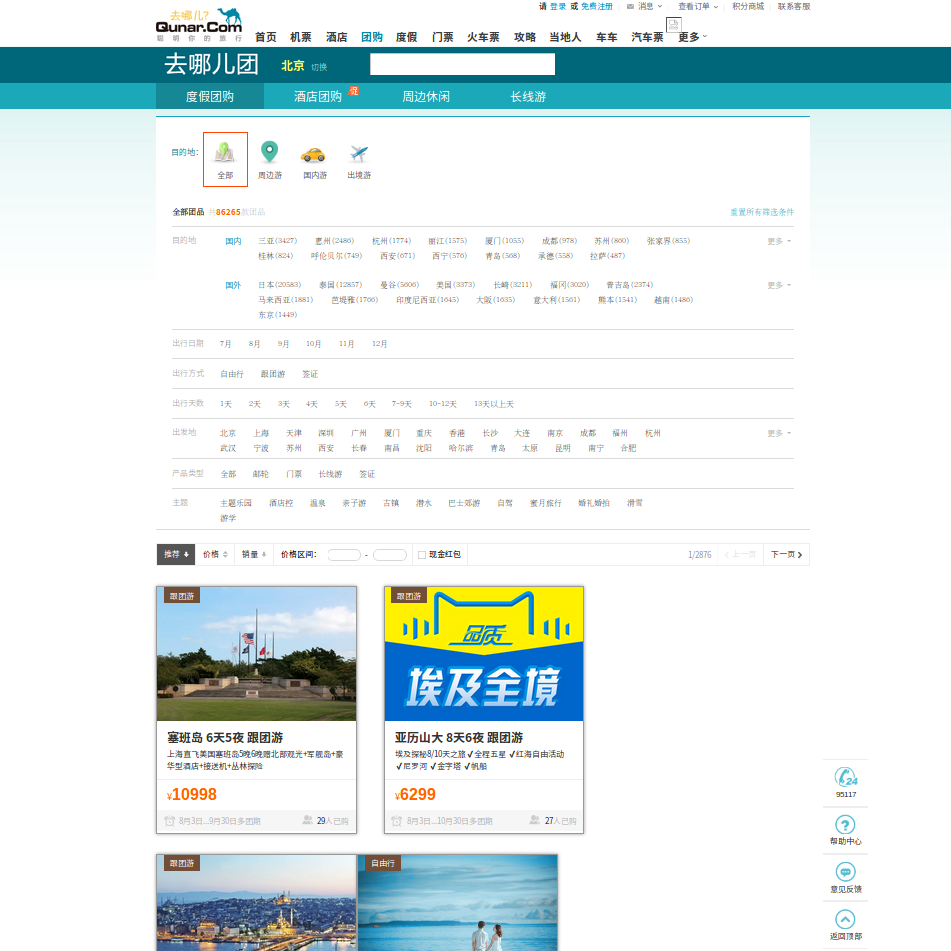 请 登录 或 免费注册 消息 查看订单 积分商城 联系客服
去哪儿?
Qunar.Com
聪明你的旅行
首页 机票 酒店 团购 度假 门票 火车票 攻略 当地人 车车 汽车票 更多
去哪儿团 北京 切换
度假团购 酒店团购 周边休闲 长线游
目的地:
全部 周边游 国内游 出境游
全部团品 共86265款团品 重置所有筛选条件
目的地 国内 三亚(3427) 惠州(2486) 杭州(1774) 丽江(1575) 厦门(1055) 成都(978) 苏州(860) 张家界(855) 更多
桂林(824) 呼伦贝尔(749) 西安(671) 西宁(576) 青岛(568) 承德(558) 拉萨(487)
国外 日本(20583) 泰国(12857) 曼谷(5606) 美国(3373) 长崎(3211) 福冈(3020) 普吉岛(2374) 更多
马来西亚(1881) 芭堤雅(1766) 印度尼西亚(1645) 大阪(1635) 意大利(1561) 熊本(1541) 越南(1486)
东京(1449)
出行日期 7月 8月 9月 10月 11月 12月
出行方式 自由行 跟团游 签证
出行天数 1天 2天 3天 4天 5天 6天 7-9天 10-12天 13天以上天
出发地 北京 上海 天津 深圳 广州 厦门 重庆 香港 长沙 大连 南京 成都 福州 杭州 更多
武汉 宁波 苏州 西安 长春 南昌 沈阳 哈尔滨 青岛 太原 昆明 南宁 合肥
产品类型 全部 邮轮 门票 长线游 签证
主题 主题乐园 酒店控 温泉 亲子游 古镇 潜水 巴士郊游 自驾 蜜月旅行 婚礼婚拍 滑雪
游学
推荐 价格 销量 价格区间: - 现金红包 1/2876 上一页 下一页
跟团游
塞班岛 6天5夜 跟团游
上海直飞美国塞班岛5晚6晚赠北部观光+军舰岛+豪
华型酒店+接送机+丛林探险
¥10998
8月3日...9月30日多团期 29人已购
跟团游
品质
埃及全境
亚历山大 8天6夜 跟团游
埃及探秘8/10天之旅✔全程五星 ✔红海自由活动
✔尼罗河 ✔金字塔 ✔帆船
¥6299
8月3日...10月30日多团期 27人已购
跟团游
自由行
24
95117
帮助中心
意见反馈
返回顶部